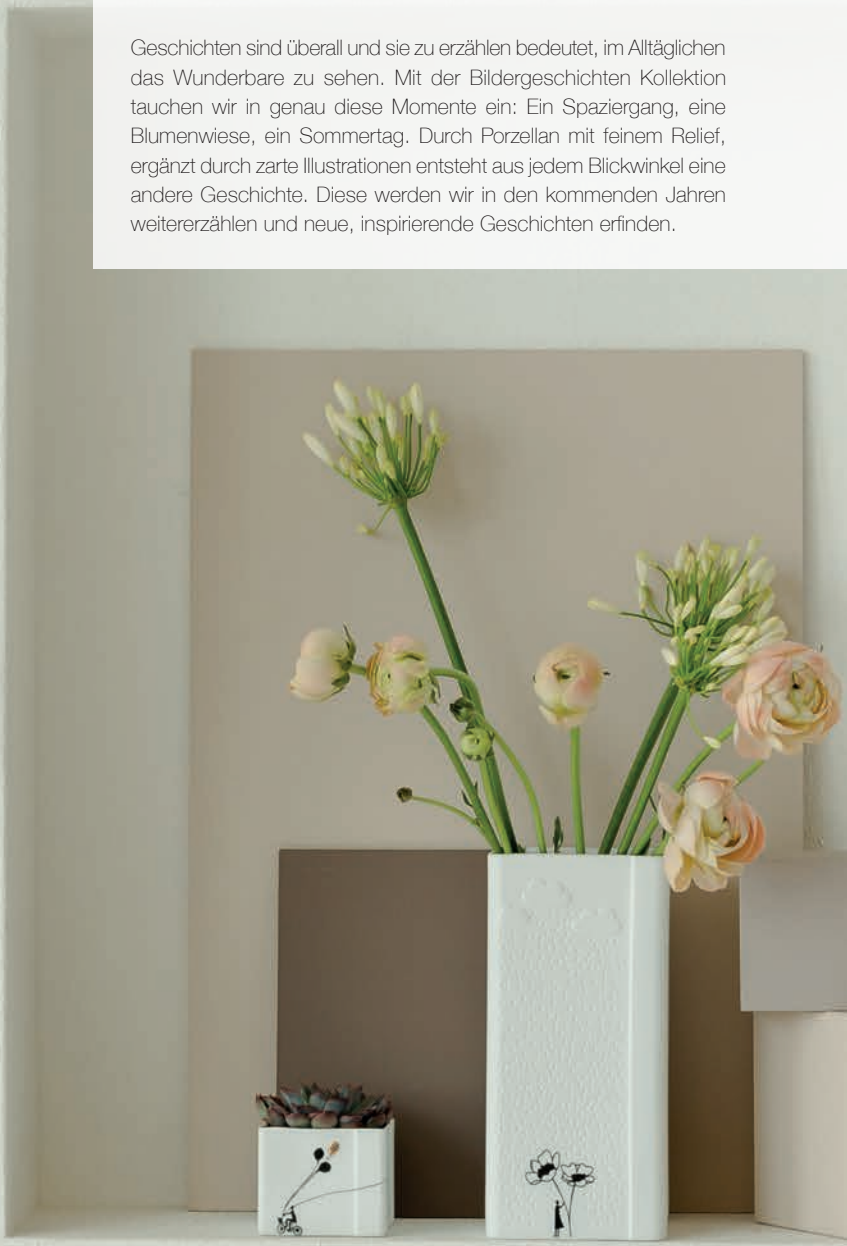 Geschichten sind überall und sie zu erzählen bedeutet, im Alltäglichen
das Wunderbare zu sehen. Mit der Bildergeschichten Kollektion
tauchen wir in genau diese Momente ein: Ein Spaziergang, eine
Blumenwiese, ein Sommertag. Durch Porzellan mit feinem Relief,
ergänzt durch zarte Illustrationen entsteht aus jedem Blickwinkel eine
andere Geschichte. Diese werden wir in den kommenden Jahren
weitererzählen und neue, inspirierende Geschichten erfinden.